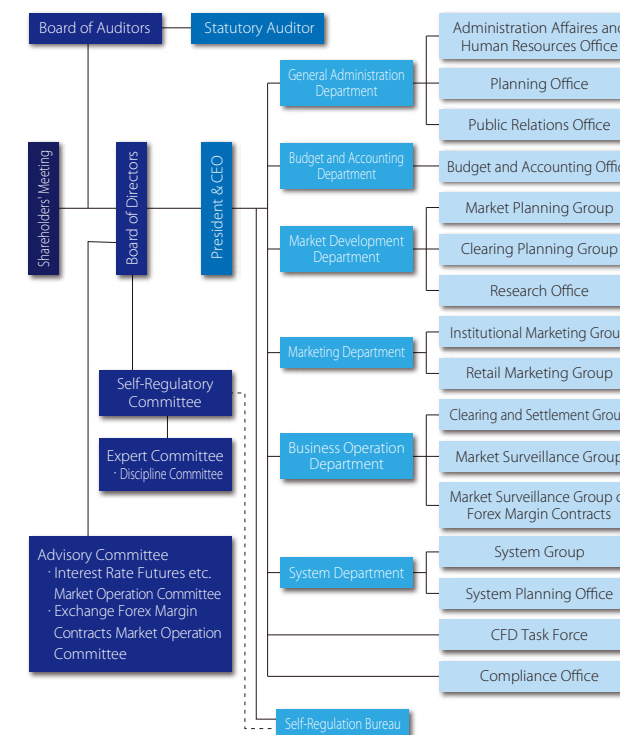 Board of Auditors
Statutory Auditor
Shareholders' Meeting
Board of Directors
President & CEO
Self-Regulatory
Committee
Expert Committee
· Discipline Committee
Advisory Committee
· Interest Rate Futures etc.
Market Operation Committee
· Exchange Forex Margin
Contracts Market Operation
Committee
General Administration
Department
Administration Affaires
Human Resources Office
Planning Office
Public Relations Office
Budget and Accounting
Department
Budget and Accounting
Market Development
Department
Market Planning Group
Clearing Planning Group
Research Office
Marketing Department
Institutional Marketing
Retail Marketing Group
Business Operation
Department
Clearing and Settlement
Market Surveillance Group
Market Surveillance Group
Forex Margin Contracts
System Department
System Group
System Planning Office
CFD Task Force
Compliance Office
Self-Regulation Bureau